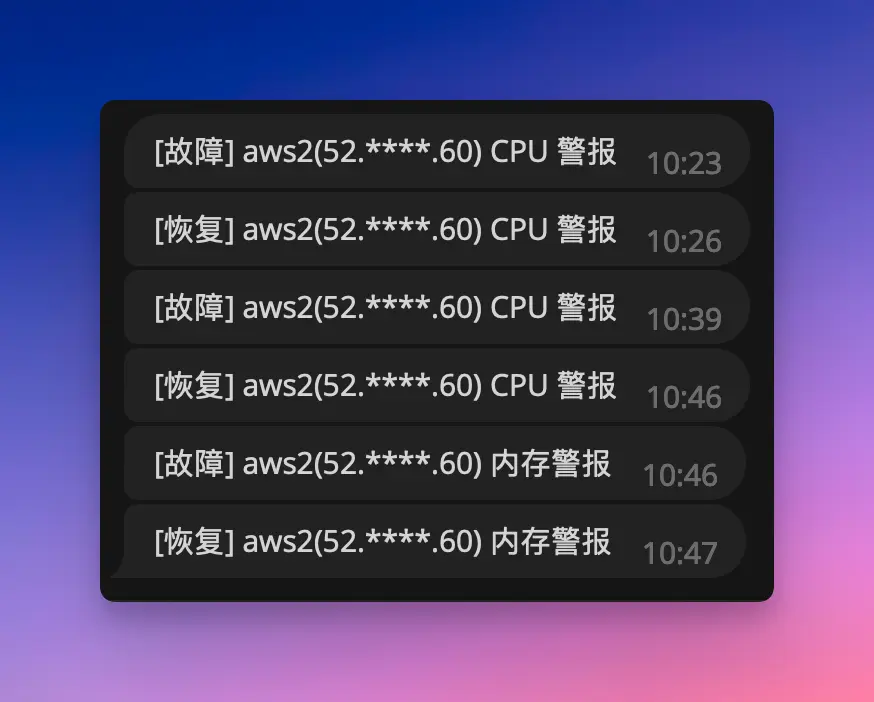 [故障] aws2(52.****.60) CPU 警报 10:23
[恢复] aws2(52.****.60) CPU 警报 10:26
[故障] aws2(52.****.60) CPU 警报 10:39
[恢复] aws2(52.****.60) CPU 警报 10:46
[故障] aws2(52.****.60) 内存警报 10:46
[恢复] aws2(52.****.60) 内存警报 10:47